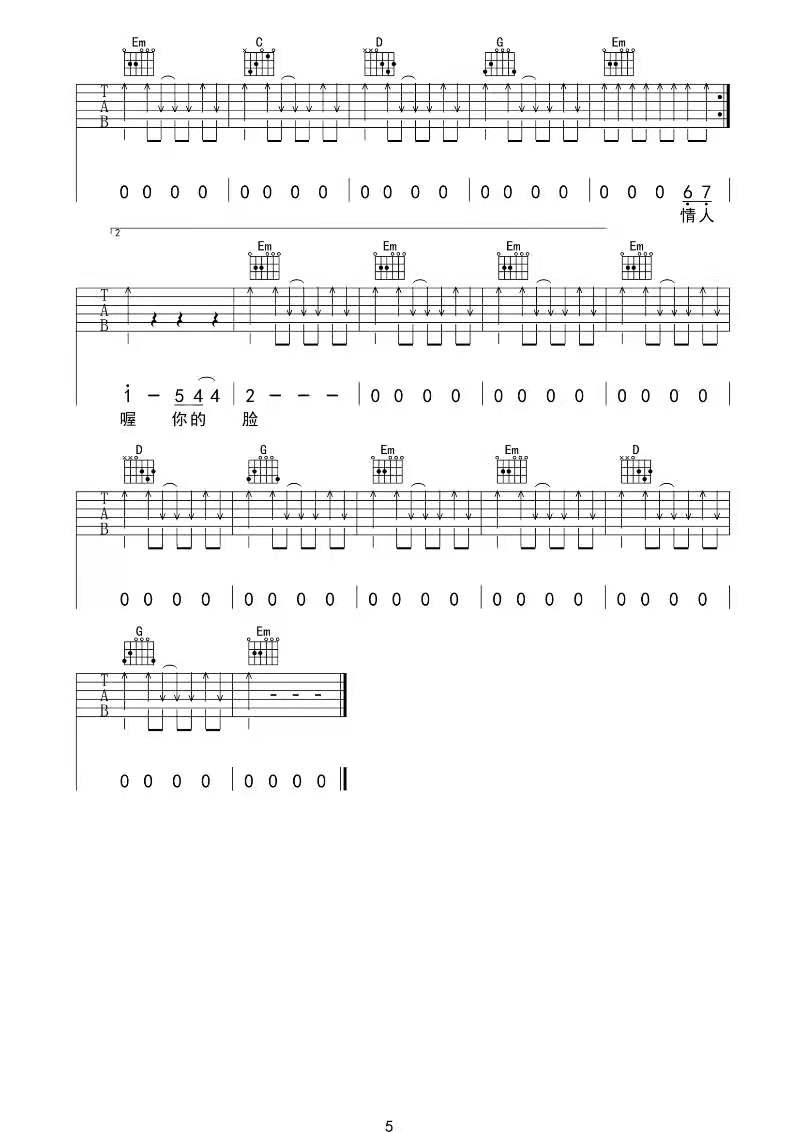 Em C D G Em
T
A
B
0 0 0 0 | 0 0 0 0 | 0 0 0 0 | 0 0 0 0 | 0 0 0 6 7 |
情人
2
Em Em Em Em
T
A
B
1 - 5 4 4 | 2 - - - | 0 0 0 0 | 0 0 0 0 | 0 0 0 0 |
喔 你的 脸
D G Em Em D
T
A
B
0 0 0 0 | 0 0 0 0 | 0 0 0 0 | 0 0 0 0 | 0 0 0 0 |
G Em
T
A
B
0 0 0 0 | 0 0 0 0
5